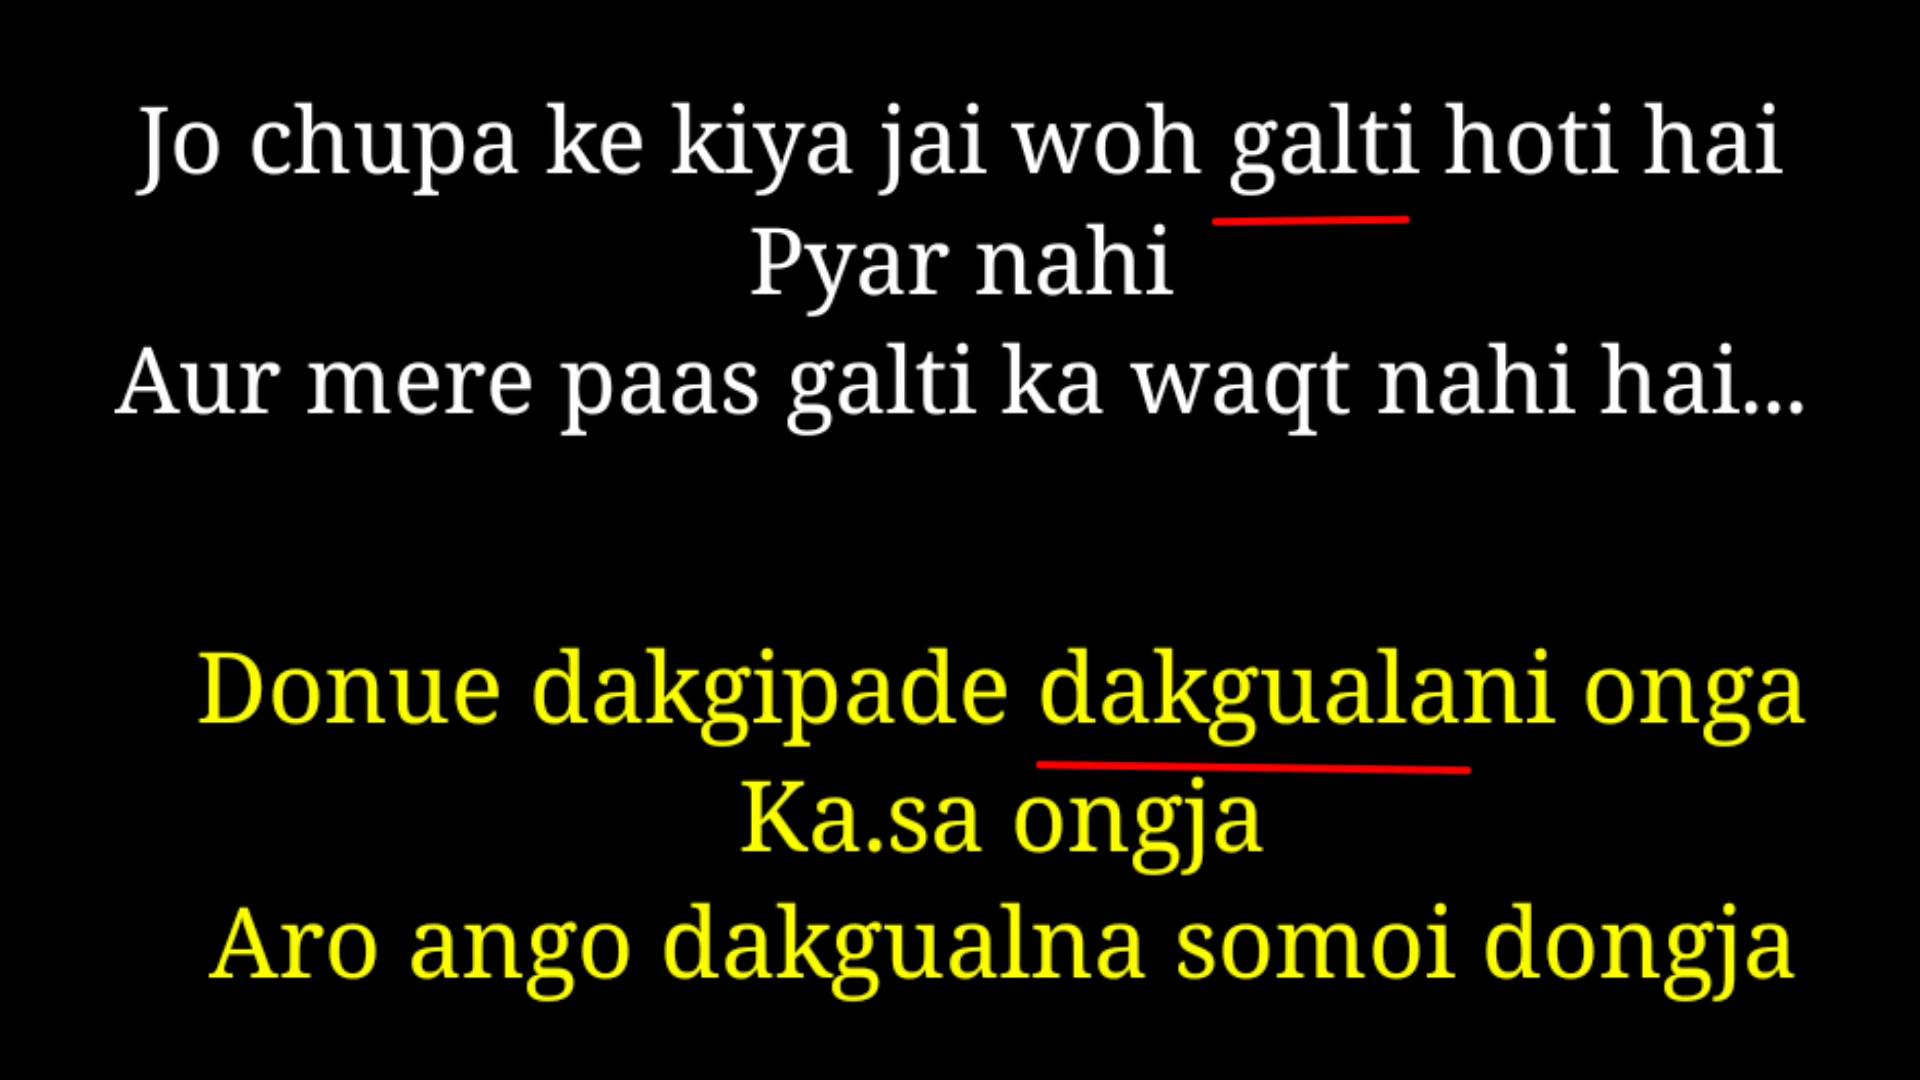 Jo chupa ke kiya jai woh galti hoti hai
Pyar nahi
Aur mere paas galti ka waqt nahi hai...
Donue dakgipade dakgualani onga
Ka.sa ongja
Aro ango dakgualna somoi dongja